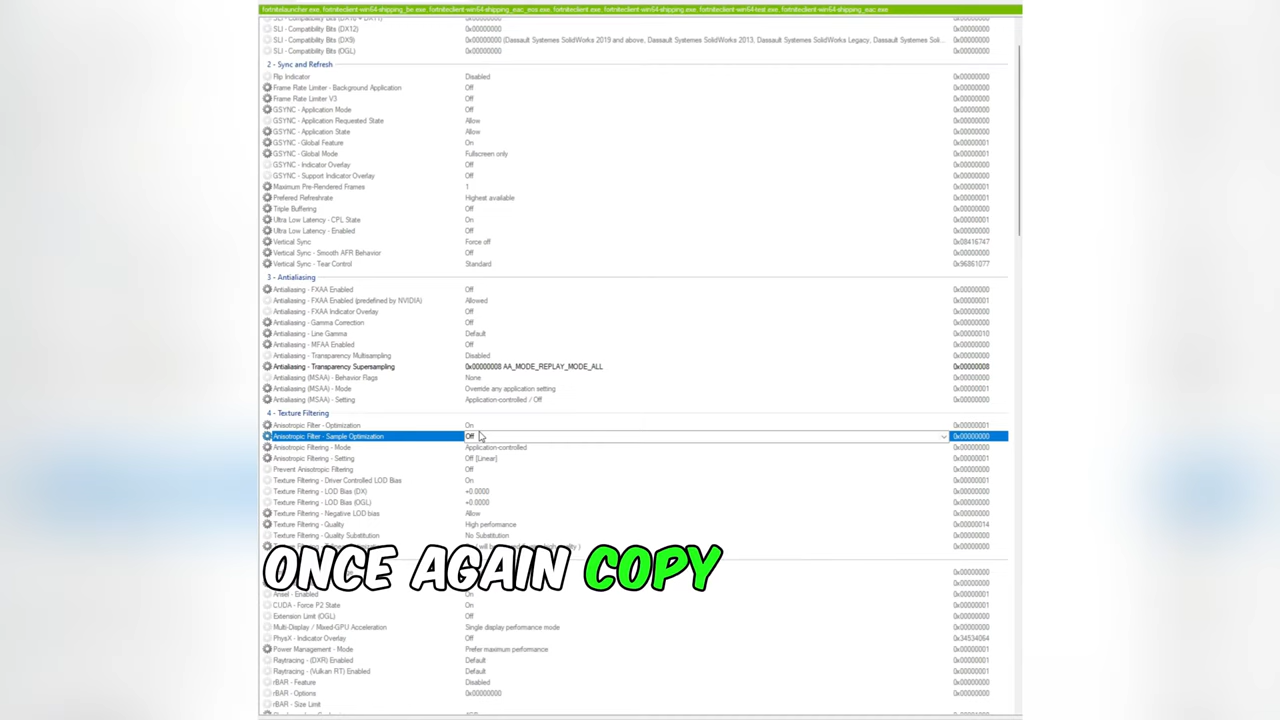 fortnitelauncher.exe, fortniteclient-win64-shipping_be.exe, fortniteclient-win64-shipping_eac_eos.exe, fortniteclient.exe, fortniteclient-win64-shipping.exe, fortniteclient-win64test.exe, fortniteclient-win64-shipping_eac.exe
SLI - Compatibility Bits (DX10 + DX11) 0x00000000 0x00000000
SLI - Compatibility Bits (DX12) 0x00000000 0x00000000
SLI - Compatibility Bits (DX9) 0x00000000 (Dassault Systemes SolidWorks 2019 and above, Dassault Systemes SolidWorks 2013, Dassault Systemes SolidWorks Legacy, Dassault Systemes Soli... 0x00000000
SLI - Compatibility Bits (OGL) 0x00000000 0x00000000
2 - Sync and Refresh
Flip Indicator Disabled 0x00000000
Frame Rate Limiter - Background Application Off 0x00000000
Frame Rate Limiter V3 Off 0x00000000
GSYNC - Application Mode Off 0x00000000
GSYNC - Application Requested State Allow 0x00000000
GSYNC - Application State Allow 0x00000000
GSYNC - Global Feature On 0x00000001
GSYNC - Global Mode Fullscreen only 0x00000001
GSYNC - Indicator Overlay Off 0x00000000
GSYNC - Support Indicator Overlay Off 0x00000000
Maximum Pre-Rendered Frames 1 0x00000001
Prefered Refreshrate Highest available 0x00000001
Triple Buffering Off 0x00000000
Ultra Low Latency - CPL State On 0x00000001
Ultra Low Latency - Enabled Off 0x00000000
Vertical Sync Force off 0x08416747
Vertical Sync - Smooth AFR Behavior Off 0x00000000
Vertical Sync - Tear Control Standard 0x96861077
3 - Antialiasing
Antialiasing - FXAA Enabled Off 0x00000000
Antialiasing - FXAA Enabled (predefined by NVIDIA) Allowed 0x00000001
Antialiasing - FXAA Indicator Overlay Off 0x00000000
Antialiasing - Gamma Correction Off 0x00000000
Antialiasing - Line Gamma Default 0x00000010
Antialiasing - MFAA Enabled Off 0x00000000
Antialiasing - Transparency Multisampling Disabled 0x00000000
Antialiasing - Transparency Supersampling 0x00000008 AA_MODE_REPLAY_MODE_ALL 0x00000008
Antialiasing (MSAA) - Behavior Flags None 0x00000000
Antialiasing (MSAA) - Mode Override any application setting 0x00000001
Antialiasing (MSAA) - Setting Application-controlled / Off 0x00000000
4 - Texture Filtering
Anisotropic Filter - Optimization On 0x00000001
Anisotropic Filter - Sample Optimization Off 0x00000000
Anisotropic Filtering - Mode Application-controlled 0x00000000
Anisotropic Filtering - Setting Off [Linear] 0x00000001
Prevent Anisotropic Filtering Off 0x00000000
Texture Filtering - Driver Controlled LOD Bias On 0x00000001
Texture Filtering - LOD Bias (DX) +0.0000 0x00000000
Texture Filtering - LOD Bias (OGL) +0.0000 0x00000000
Texture Filtering - Negative LOD bias Allow 0x00000000
Texture Filtering - Quality High performance 0x00000014
Texture Filtering - Quality Substitution No Substitution 0x00000000
0x00000000
ONCE AGAIN COPY
0x00000000
Ansel - Enabled On 0x00000001
CUDA - Force P2 State On 0x00000001
Extension Limit (OGL) Off 0x00000000
Multi-Display / Mixed-GPU Acceleration Single display performance mode 0x00000000
PhysX - Indicator Overlay Off 0x34534064
Power Management - Mode Prefer maximum performance 0x00000001
Raytracing - (DXR) Enabled Default 0x00000001
Raytracing - (Vulkan RT) Enabled Default 0x00000001
rBAR - Feature Disabled 0x00000000
rBAR - Options 0x00000000 0x00000000
rBAR - Size Limit